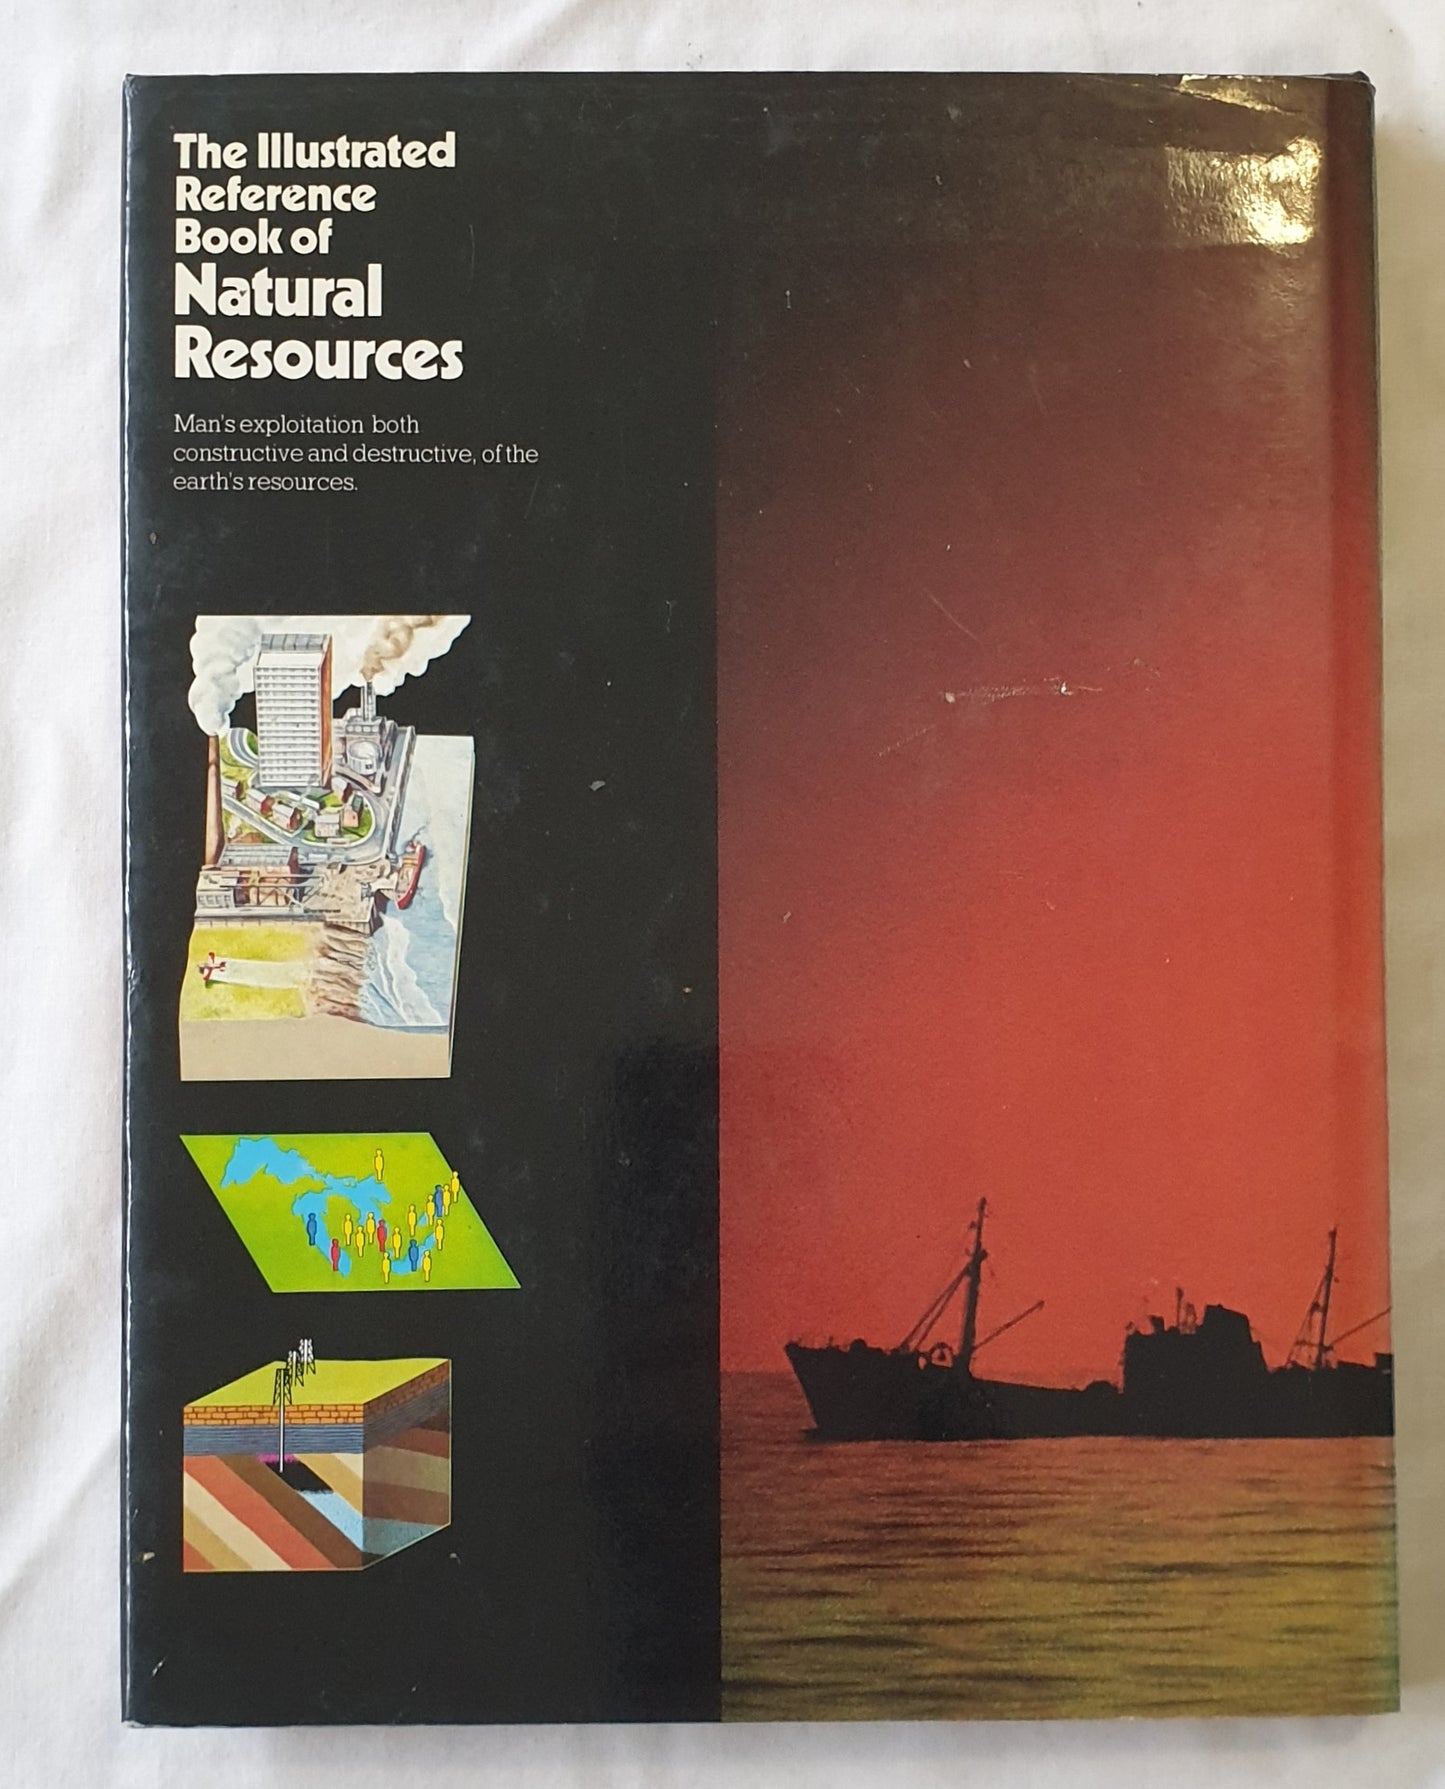 The Illustrated
Reference
Book of
Natural
Resources
Man's exploitation both
constructive and destructive, of the
earth's resources.